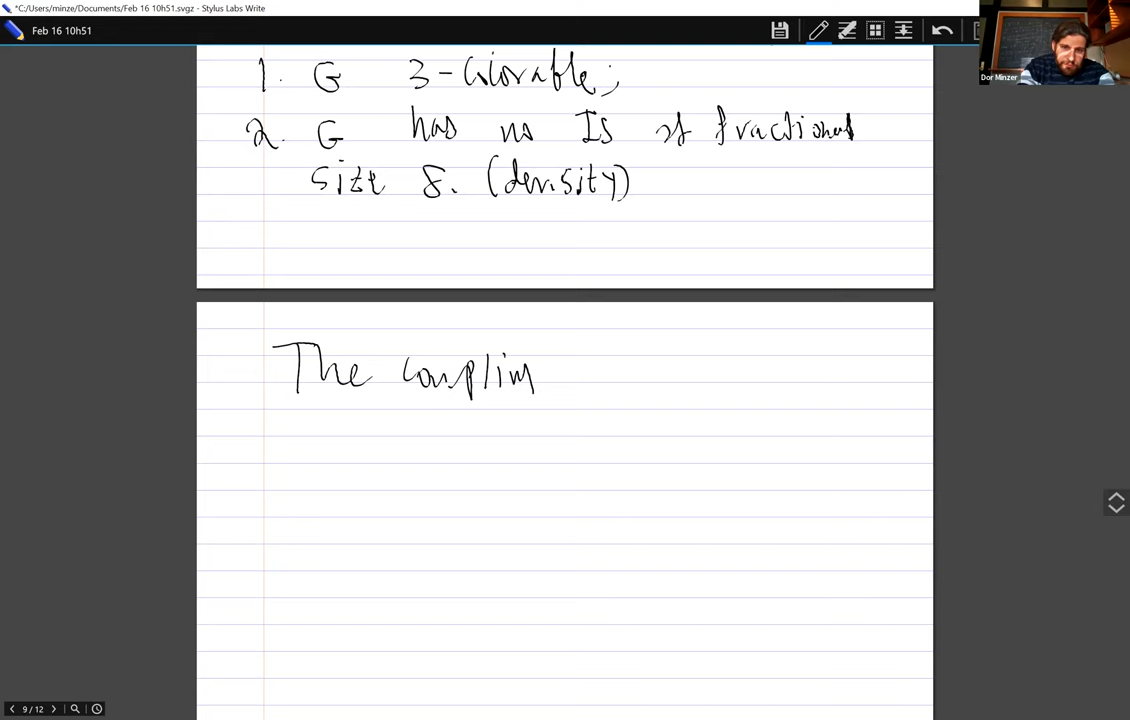 *C:/Users/minze/Documents/Feb 16 10h51.svgz - Stylus Labs Write
Feb 16 10h51
Dor Minzer
1. G 3-Colorable;
2. G has no IS of fractional
size δ. (density)
The couplin
9 / 12